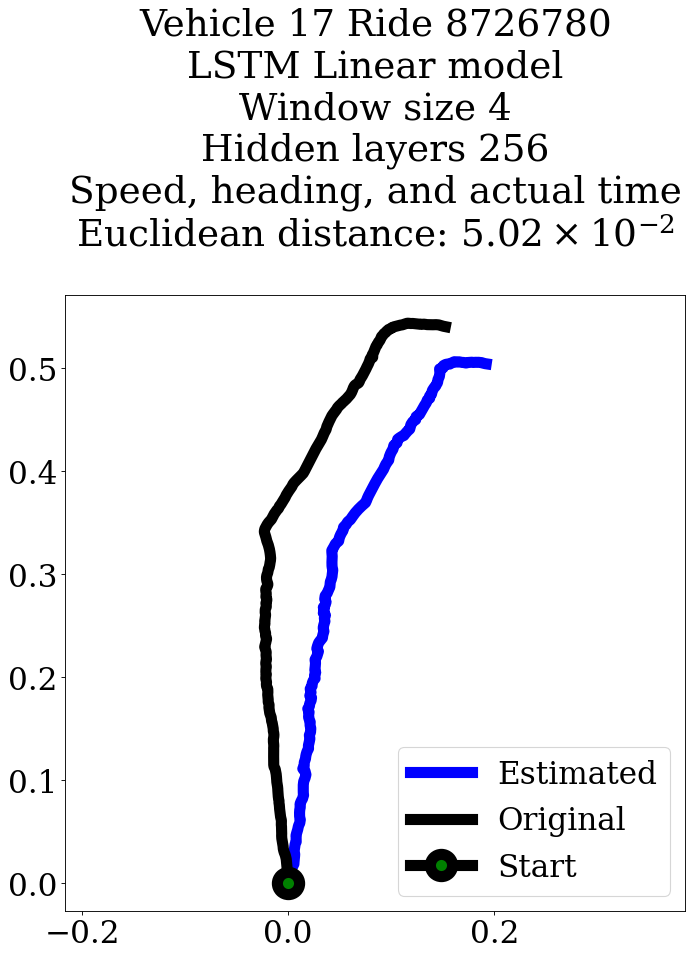 Vehicle 17 Ride 8726780
LSTM Linear model
Window size 4
Hidden layers 256
Speed, heading, and actual time
Euclidean distance: 5.02 × 10⁻²
0.5
0.4
0.3
0.2
0.1
0.0
−0.2 0.0 0.2
Estimated
Original
Start